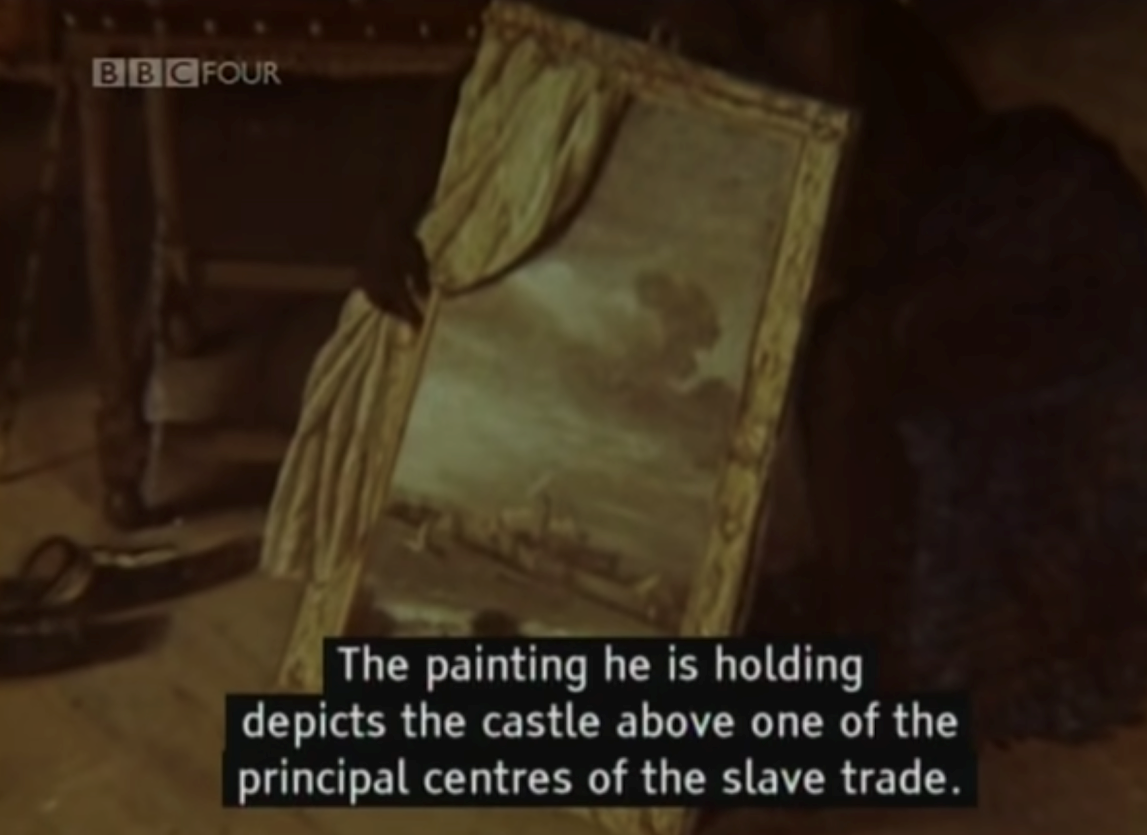 BBC FOUR
The painting he is holding
depicts the castle above one of the
principal centres of the slave trade.